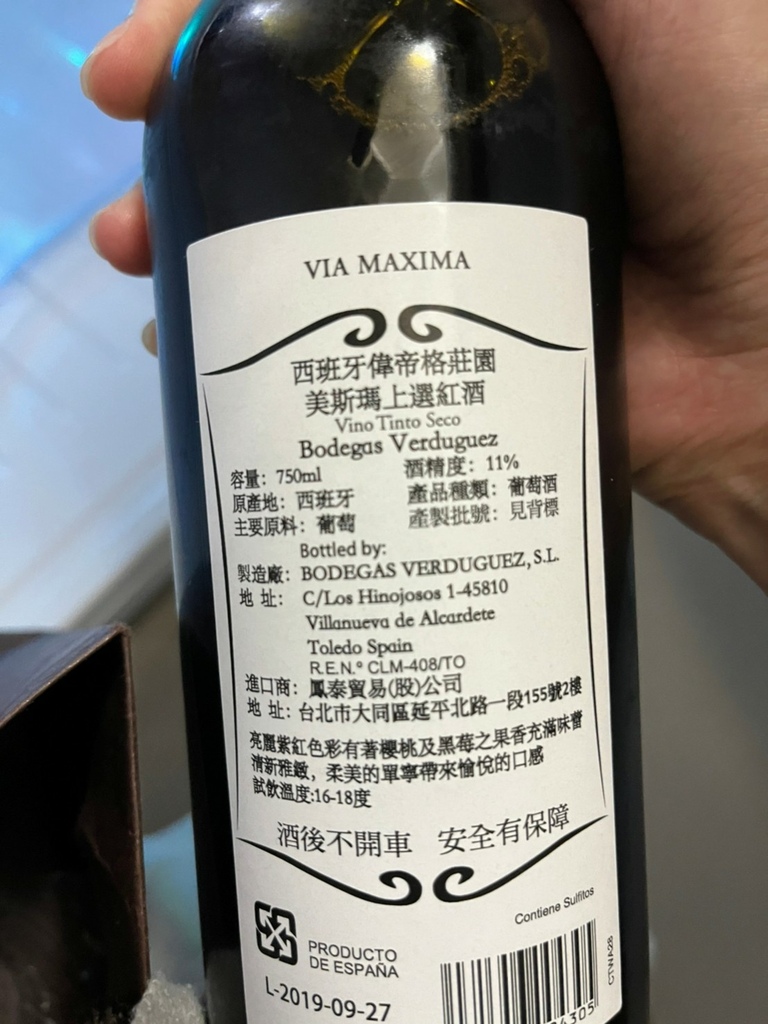 VIA MAXIMA
西班牙偉帝格莊園
美斯瑪上選紅酒
Vino Tinto Seco
Bodegas Verduguez
容量：750ml 酒精度：11%
原產地：西班牙 產品種類：葡萄酒
主要原料：葡萄 產製批號：見背標
Bottled by:
製造廠：BODEGAS VERDUGUEZ, S.L.
地 址： C/Los Hinojosos 1-45810
Villanueva de Alcardete
Toledo Spain
R.E.N.º CLM-408/TO
進口商：鳳泰貿易(股)公司
地 址：台北市大同區延平北路一段155號2樓
亮麗紫紅色彩有著櫻桃及黑莓之果香充滿味蕾
清新雅緻，柔美的單寧帶來愉悅的口感
試飲溫度:16-18度
酒後不開車 安全有保障
Contiene Sulfitos
PRODUCTO
DE ESPAÑA
L-2019-09-27
CTWA28